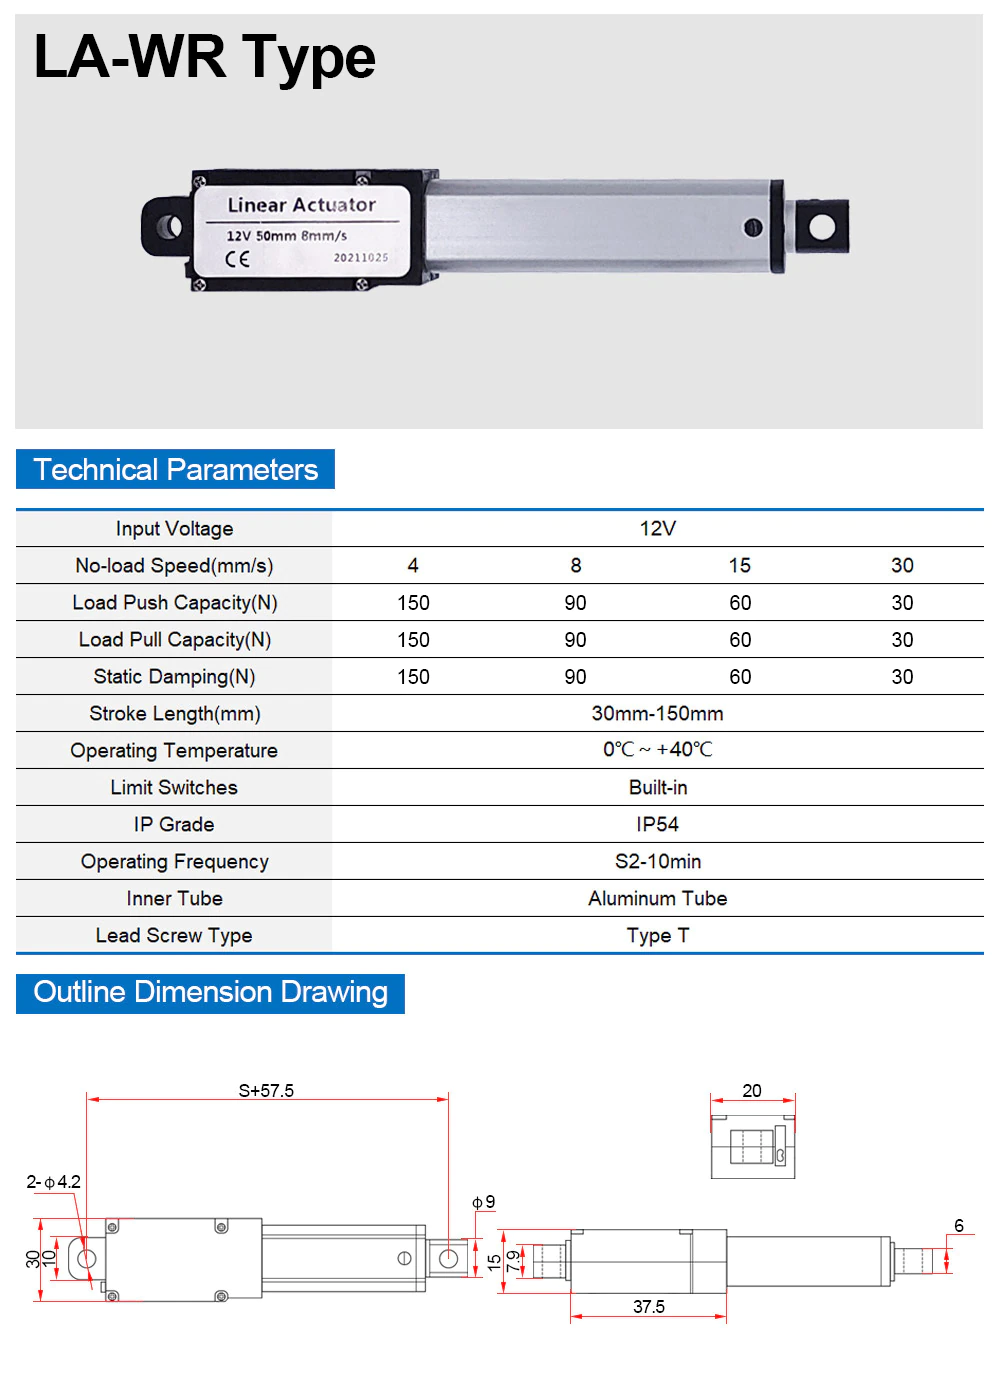 LA-WR Type
Linear Actuator
12V 50mm 8mm/s
CE 20211025
Technical Parameters
Input Voltage 12V
No-load Speed(mm/s) 4 8 15 30
Load Push Capacity(N) 150 90 60 30
Load Pull Capacity(N) 150 90 60 30
Static Damping(N) 150 90 60 30
Stroke Length(mm) 30mm-150mm
Operating Temperature 0℃ ~ +40℃
Limit Switches Built-in
IP Grade IP54
Operating Frequency S2-10min
Inner Tube Aluminum Tube
Lead Screw Type Type T
Outline Dimension Drawing
S+57.5
20
2-ϕ4.2
ϕ9
6
30
10
15
7.9
37.5